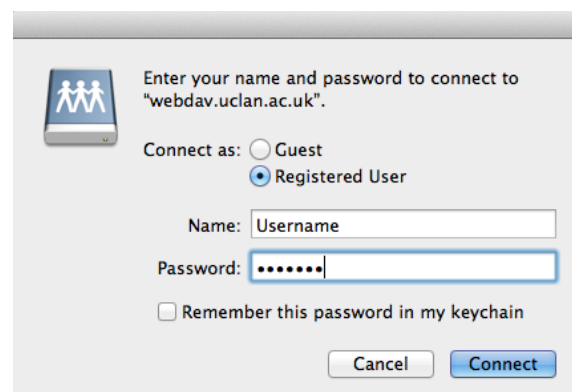 Enter your name and password to connect to
“webdav.uclan.ac.uk”.
Connect as: Guest
Registered User
Name: Username
Password: •••••••
Remember this password in my keychain
Cancel Connect